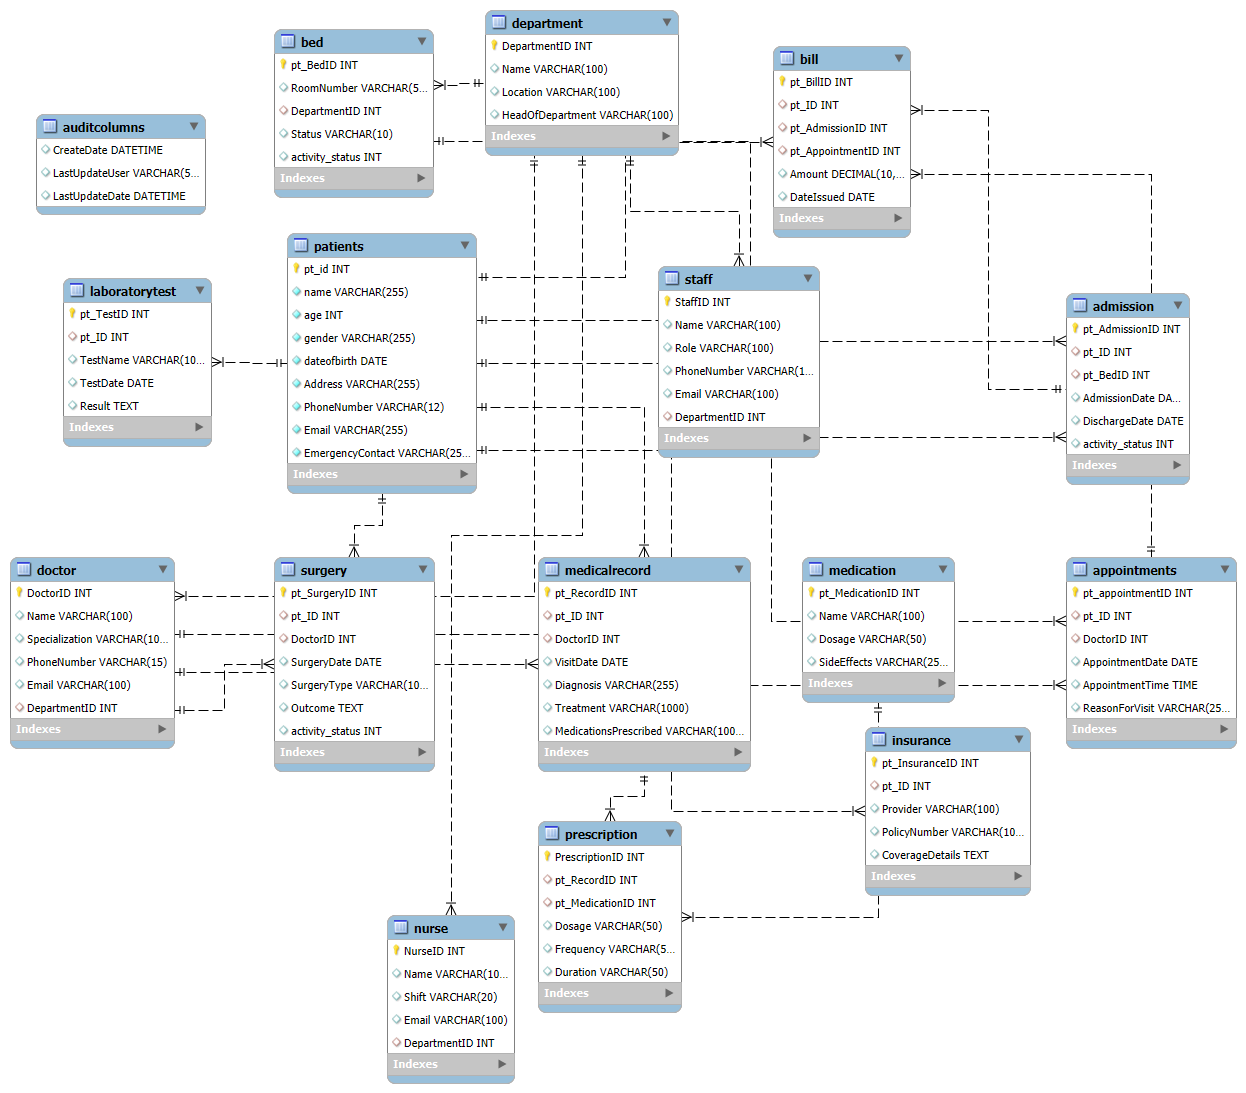 department
DepartmentID INT
Name VARCHAR(100)
Location VARCHAR(100)
HeadOfDepartment VARCHAR(100)
Indexes
bed
pt_BedID INT
RoomNumber VARCHAR(5...
DepartmentID INT
Status VARCHAR(10)
activity_status INT
Indexes
bill
pt_BillID INT
pt_ID INT
pt_AdmissionID INT
pt_AppointmentID INT
Amount DECIMAL(10,...
DateIssued DATE
Indexes
auditcolumns
CreateDate DATETIME
LastUpdateUser VARCHAR(5...
LastUpdateDate DATETIME
patients
pt_id INT
name VARCHAR(255)
age INT
gender VARCHAR(255)
dateofbirth DATE
Address VARCHAR(255)
PhoneNumber VARCHAR(12)
Email VARCHAR(255)
EmergencyContact VARCHAR(25...
Indexes
staff
StaffID INT
Name VARCHAR(100)
Role VARCHAR(100)
PhoneNumber VARCHAR(1...
Email VARCHAR(100)
DepartmentID INT
Indexes
laboratorytest
pt_TestID INT
pt_ID INT
TestName VARCHAR(10...
TestDate DATE
Result TEXT
Indexes
admission
pt_AdmissionID INT
pt_ID INT
pt_BedID INT
AdmissionDate DA...
DischargeDate DATE
activity_status INT
Indexes
doctor
DoctorID INT
Name VARCHAR(100)
Specialization VARCHAR(10...
PhoneNumber VARCHAR(15)
Email VARCHAR(100)
DepartmentID INT
Indexes
surgery
pt_SurgeryID INT
pt_ID INT
DoctorID INT
SurgeryDate DATE
SurgeryType VARCHAR(10...
Outcome TEXT
activity_status INT
Indexes
medicalrecord
pt_RecordID INT
pt_ID INT
DoctorID INT
VisitDate DATE
Diagnosis VARCHAR(255)
Treatment VARCHAR(1000)
MedicationsPrescribed VARCHAR(100...
Indexes
medication
pt_MedicationID INT
Name VARCHAR(100)
Dosage VARCHAR(50)
SideEffects VARCHAR(25...
Indexes
appointments
pt_appointmentID INT
pt_ID INT
DoctorID INT
AppointmentDate DATE
AppointmentTime TIME
ReasonForVisit VARCHAR(25...
Indexes
insurance
pt_InsuranceID INT
pt_ID INT
Provider VARCHAR(100)
PolicyNumber VARCHAR(10...
CoverageDetails TEXT
Indexes
prescription
PrescriptionID INT
pt_RecordID INT
pt_MedicationID INT
Dosage VARCHAR(50)
Frequency VARCHAR(5...
Duration VARCHAR(50)
Indexes
nurse
NurseID INT
Name VARCHAR(10...
Shift VARCHAR(20)
Email VARCHAR(100)
DepartmentID INT
Indexes